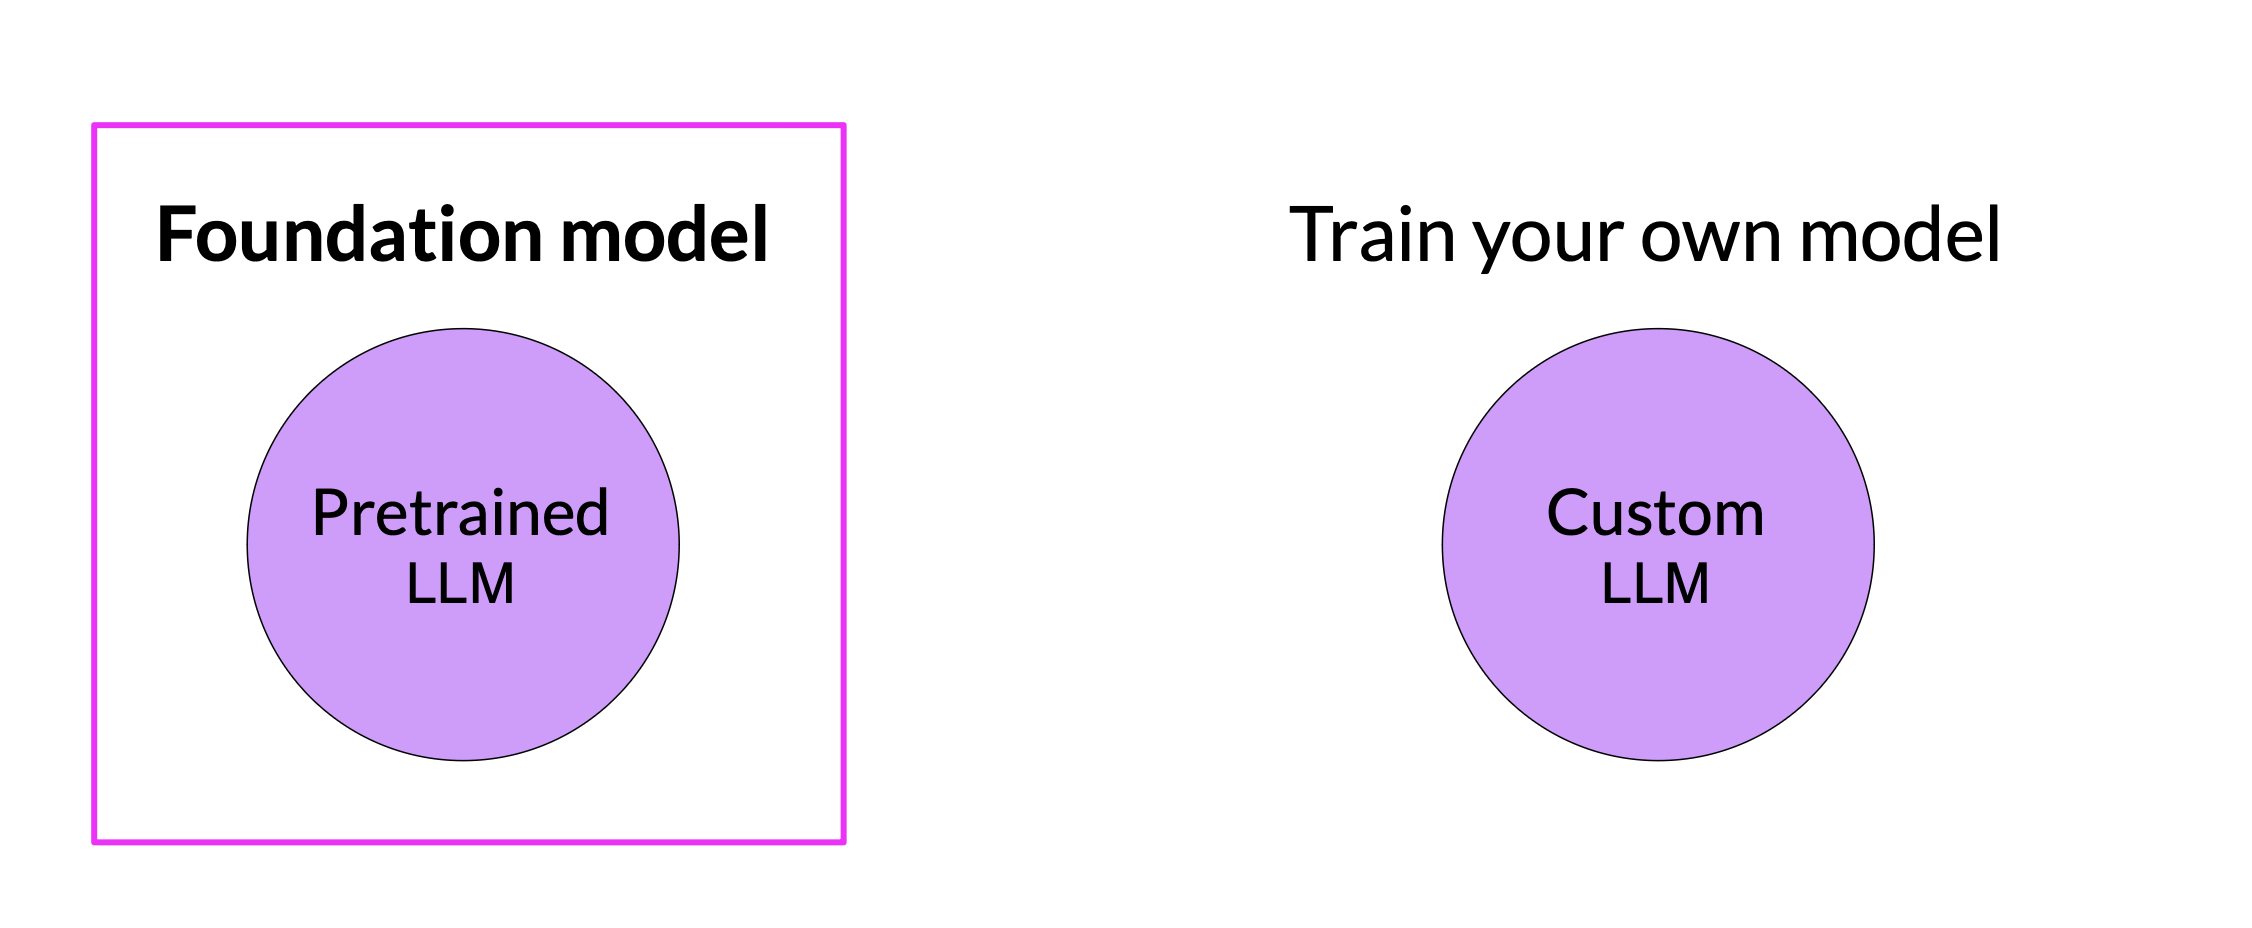 Foundation model
Pretrained
LLM
Train your own model
Custom
LLM